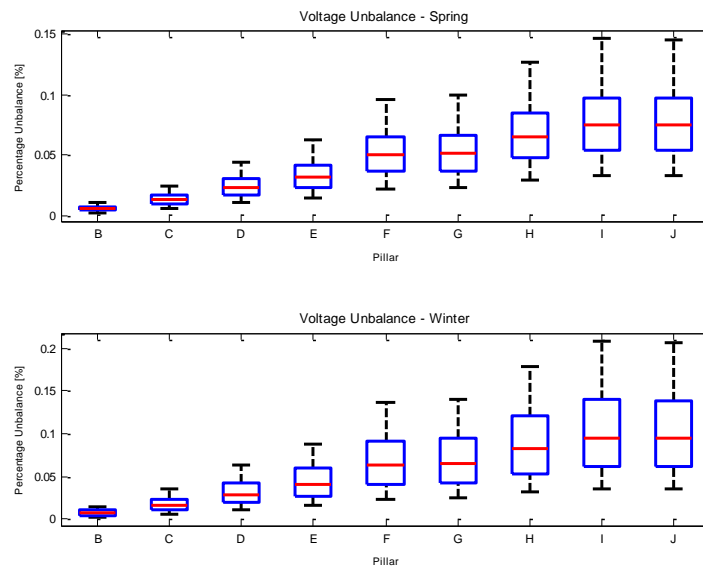 Voltage Unbalance - Spring
Percentage Unbalance [%]
0.15
0.1
0.05
0
B C D E F G H I J
Pillar
Voltage Unbalance - Winter
Percentage Unbalance [%]
0.2
0.15
0.1
0.05
0
B C D E F G H I J
Pillar